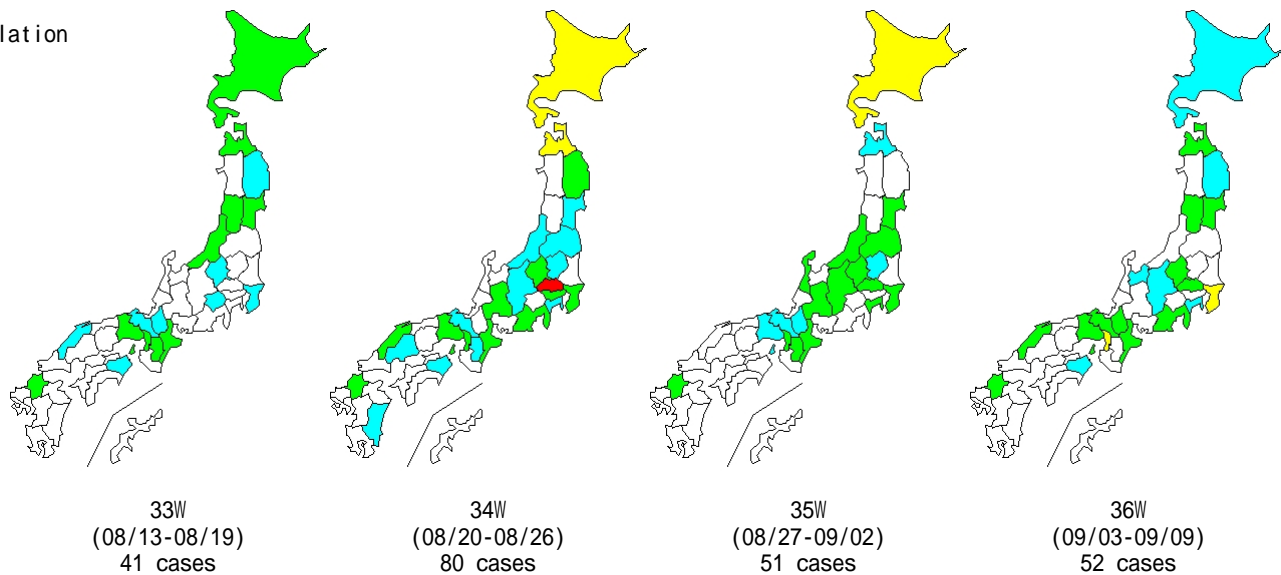 lation
33W
(08/13-08/19)
41 cases
34W
(08/20-08/26)
80 cases
35W
(08/27-09/02)
51 cases
36W
(09/03-09/09)
52 cases